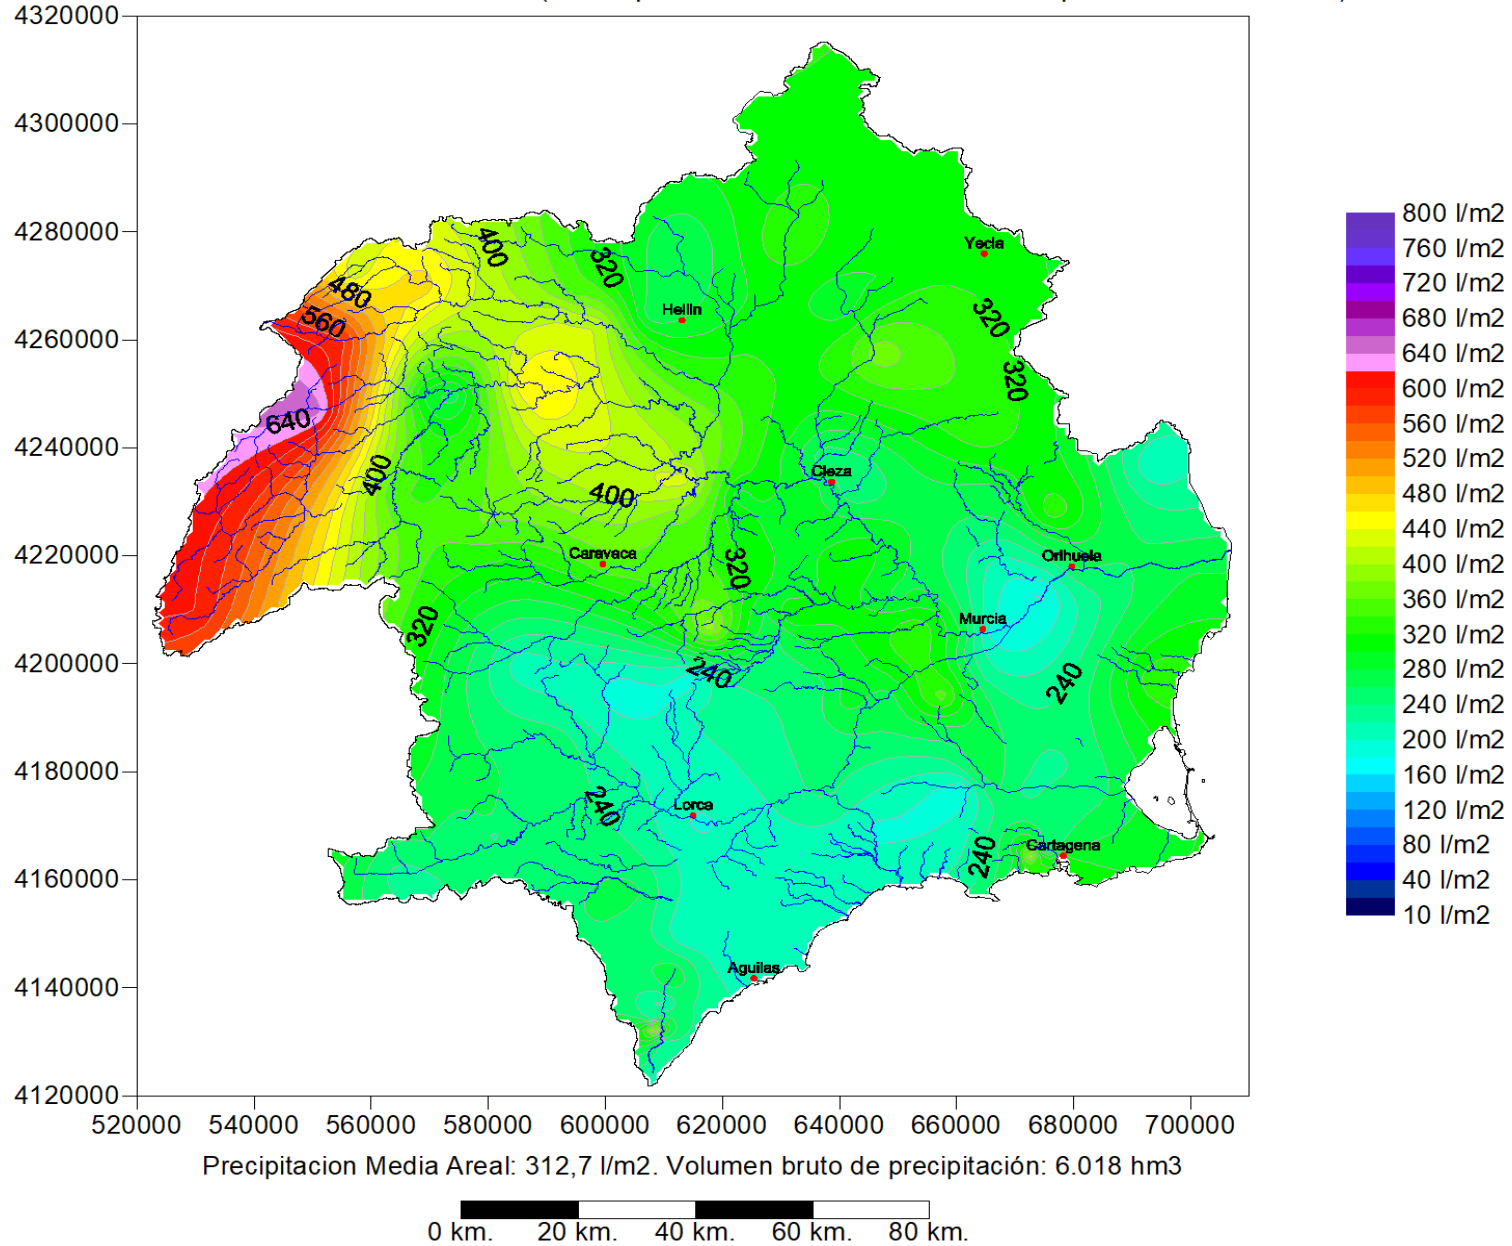 4320000
4300000
4280000
4260000
4240000
4220000
4200000
4180000
4160000
4140000
4120000
520000 540000 560000 580000 600000 620000 640000 660000 680000 700000
400
320
480
560
640
400
400
320
320
320
320
240
240
240
240
Yecla
Hellin
Cieza
Caravaca
Orihuela
Murcia
Lorca
Cartagena
Aguilas
800 l/m2
760 l/m2
720 l/m2
680 l/m2
640 l/m2
600 l/m2
560 l/m2
520 l/m2
480 l/m2
440 l/m2
400 l/m2
360 l/m2
320 l/m2
280 l/m2
240 l/m2
200 l/m2
160 l/m2
120 l/m2
80 l/m2
40 l/m2
10 l/m2
Precipitacion Media Areal: 312,7 l/m2. Volumen bruto de precipitación: 6.018 hm3
0 km. 20 km. 40 km. 60 km. 80 km.